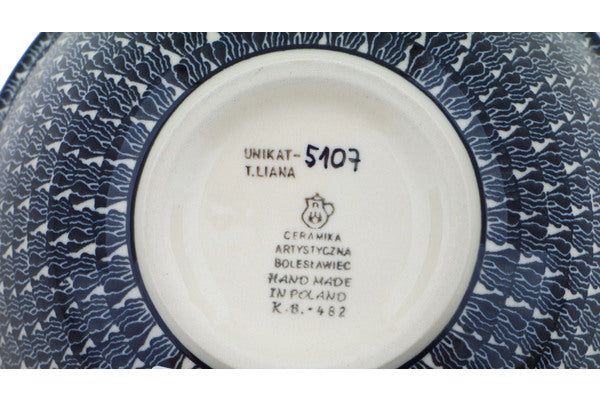 UNIKAT-5107
T.LIANA
CERAMIKA
ARTYSTYCZNA
BOLESŁAWIEC
HAND MADE
IN POLAND
K.B.-482